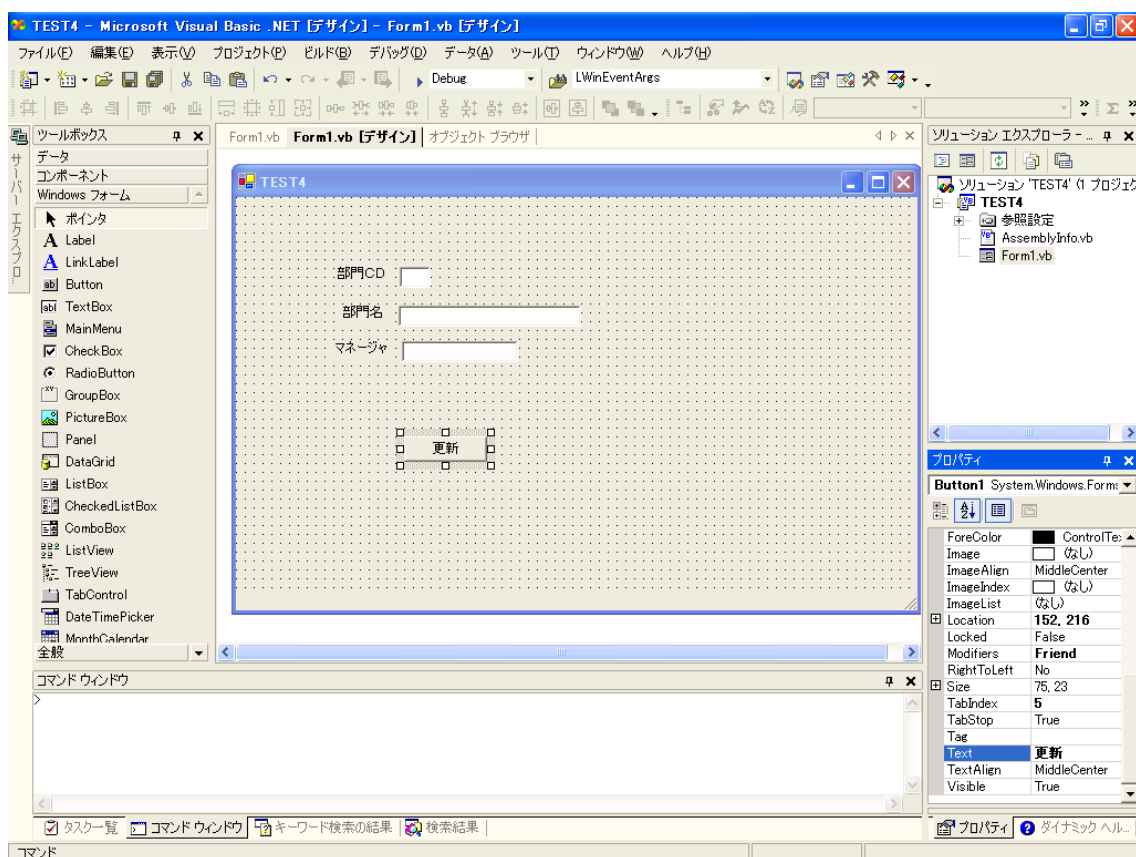 TEST4 - Microsoft Visual Basic .NET [デザイン] - Form1.vb [デザイン]
ファイル(F) 編集(E) 表示(V) プロジェクト(P) ビルド(B) デバッグ(D) データ(A) ツール(T) ウィンドウ(W) ヘルプ(H)
Debug LWinEventArgs
サーバー エクスプロ...
ツールボックス
データ
コンポーネント
Windows フォーム
ポインタ
Label
LinkLabel
Button
TextBox
MainMenu
CheckBox
RadioButton
GroupBox
PictureBox
Panel
DataGrid
ListBox
CheckedListBox
ComboBox
ListView
TreeView
TabControl
DateTimePicker
MonthCalendar
全般
Form1.vb Form1.vb [デザイン] オブジェクト ブラウザ
TEST4
部門CD
部門名
マネージャ
更新
ソリューション エクスプローラ - ...
ソリューション 'TEST4' (1 プロジェク
TEST4
参照設定
AssemblyInfo.vb
Form1.vb
プロパティ
Button1 System.Windows.Forms
ForeColor ControlTe
Image (なし)
ImageAlign MiddleCenter
ImageIndex (なし)
ImageList (なし)
Location 152, 216
Locked False
Modifiers Friend
RightToLeft No
Size 75, 23
TabIndex 5
TabStop True
Tag
Text 更新
TextAlign MiddleCenter
Visible True
プロパティ ダイナミック ヘル...
コマンド ウィンドウ
>
タスク一覧 コマンド ウィンドウ キーワード検索の結果 検索結果
コマンド